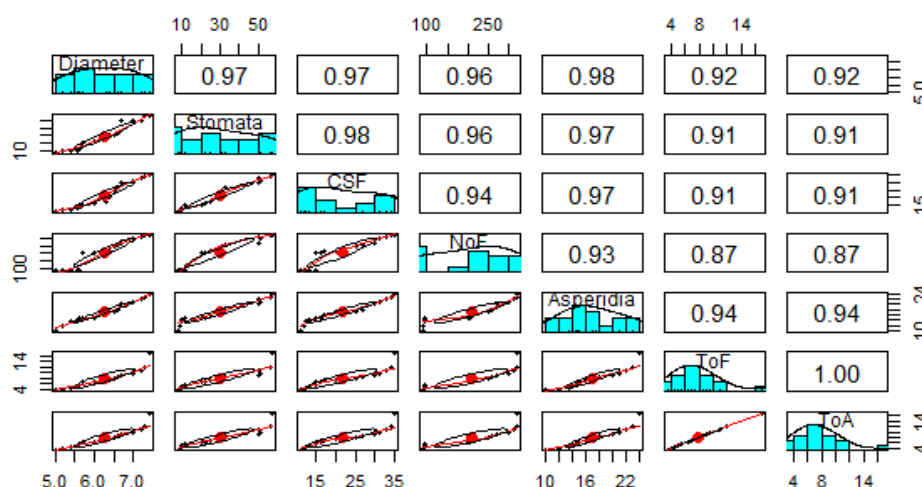 10 30 50 100 250 4 8 14
Diameter 0.97 0.97 0.96 0.98 0.92 0.92 5.0
10 Stomata 0.98 0.96 0.97 0.91 0.91
CSF 0.94 0.97 0.91 0.91 15
100 NoF 0.93 0.87 0.87
Asperidia 0.94 0.94 10 24
4 14 ToF 1.00
ToA 4 14
5.0 6.0 7.0 15 25 35 10 16 22 4 8 14